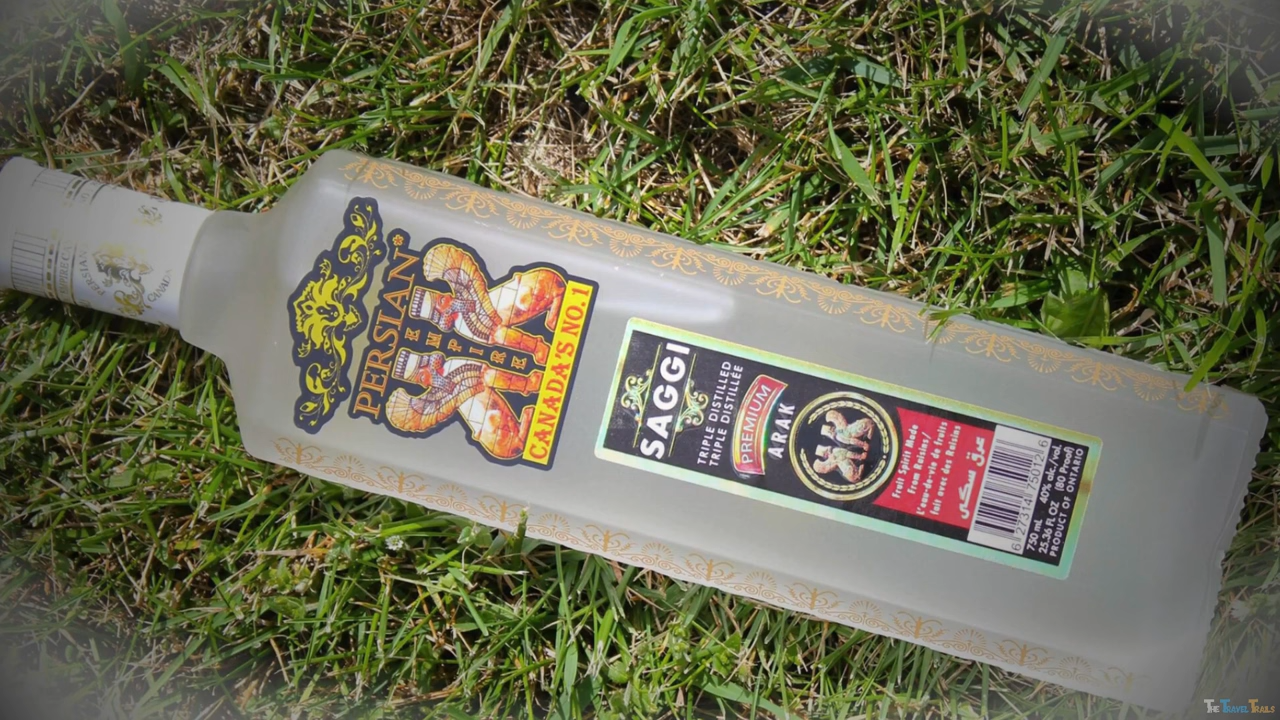 PERSIAN
EMPIRE
CANADA'S NO.1
SAGGI
TRIPLE DISTILLED
TRIPLE DISTILLÉE
PREMIUM
ARAK
Fruit Spirit Made
From Raisins/
L'eau-de-vie de fruits
fait avec des Raisins
عرق سگی
750 mL 40% alc./vol.
25.36 FL OZ (80 Proof)
PRODUCT OF ONTARIO
THE TRAVEL TRAILS